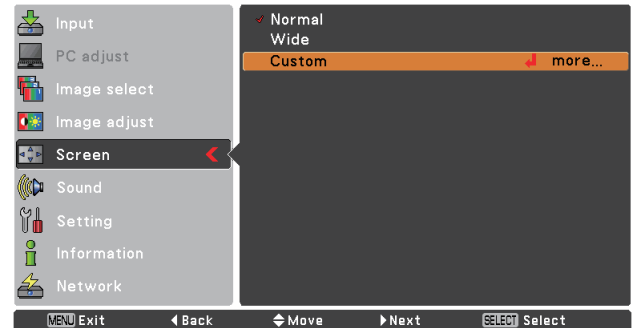 Input
PC adjust
Image select
Image adjust
Screen
Sound
Setting
Information
Network
Normal
Wide
Custom more...
MENU Exit Back Move Next SELECT Select